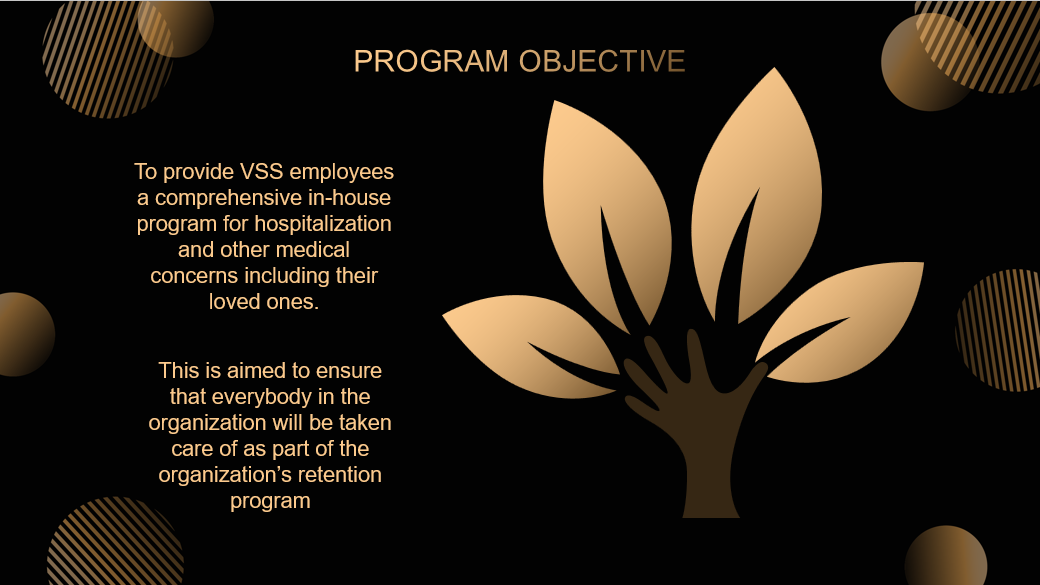 PROGRAM OBJECTIVE
To provide VSS employees
a comprehensive in-house
program for hospitalization
and other medical
concerns including their
loved ones.
This is aimed to ensure
that everybody in the
organization will be taken
care of as part of the
organization’s retention
program